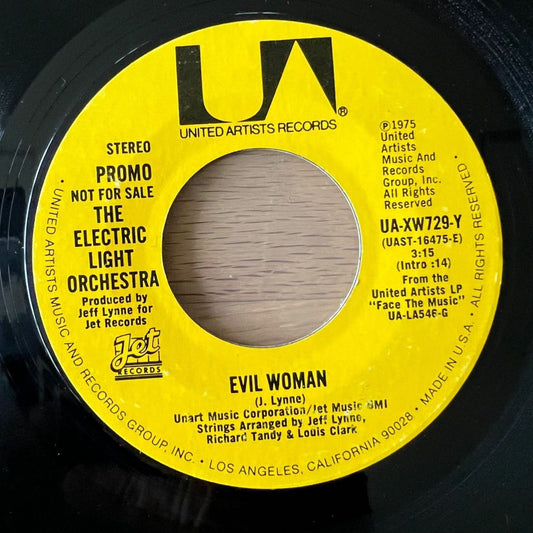 UA®
UNITED ARTISTS RECORDS
STEREO
PROMO
NOT FOR SALE
THE
ELECTRIC
LIGHT
ORCHESTRA
Produced by
Jeff Lynne for
Jet Records
Jet
RECORDS
℗1975
United
Artists
Music And
Records
Group, Inc.
All Rights
Reserved
UA-XW729-Y
(UAST-16475-E)
3:15
(Intro :14)
From the
United Artists LP
"Face The Music"
UA-LA546-G
EVIL WOMAN
(J. Lynne)
Unart Music Corporation/Jet Music BMI
Strings Arranged by Jeff Lynne,
Richard Tandy & Louis Clark
• UNITED ARTISTS MUSIC AND RECORDS GROUP, INC. • LOS ANGELES, CALIFORNIA 90028 • MADE IN U.S.A. • ALL RIGHTS RESERVED •